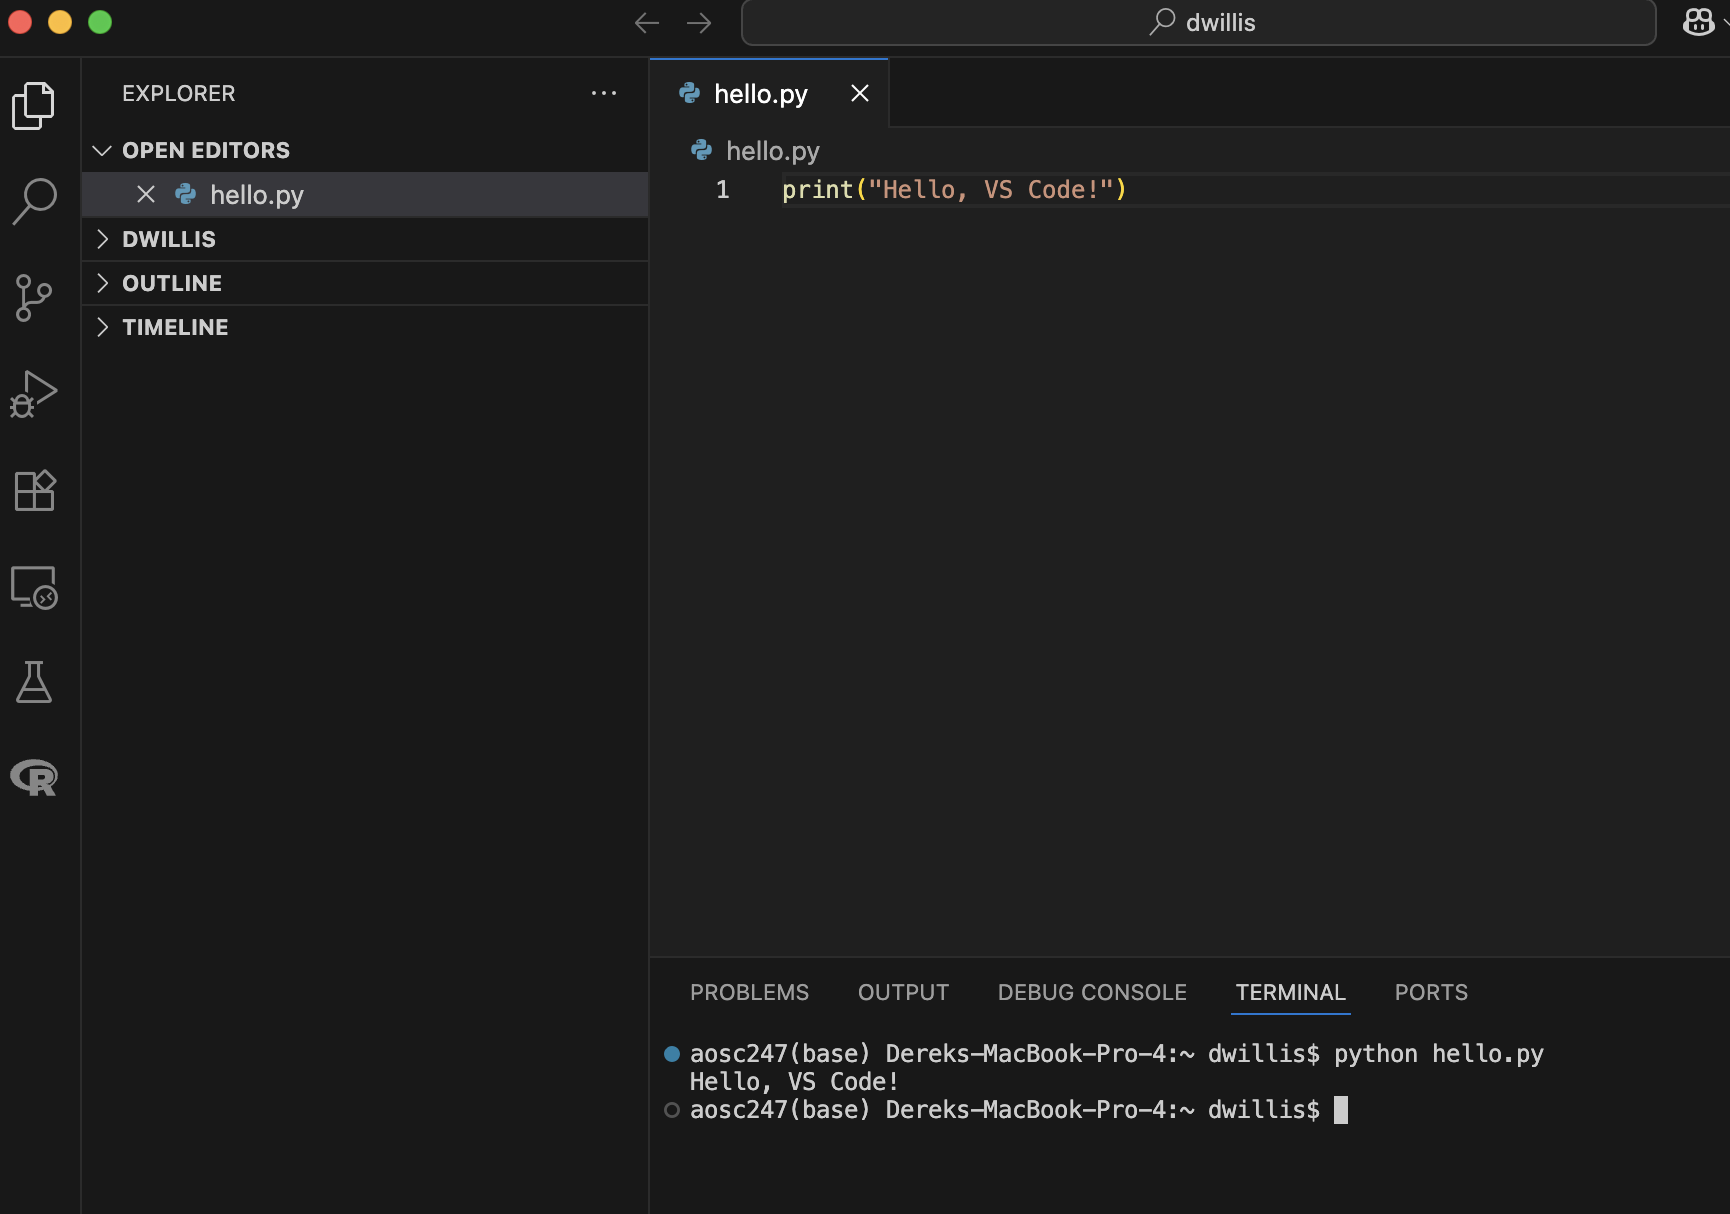 dwillis
EXPLORER
OPEN EDITORS
hello.py
DWILLIS
OUTLINE
TIMELINE
hello.py
hello.py
1 print("Hello, VS Code!")
PROBLEMS OUTPUT DEBUG CONSOLE TERMINAL PORTS
aosc247(base) Dereks-MacBook-Pro-4:~ dwillis$ python hello.py
Hello, VS Code!
aosc247(base) Dereks-MacBook-Pro-4:~ dwillis$
R